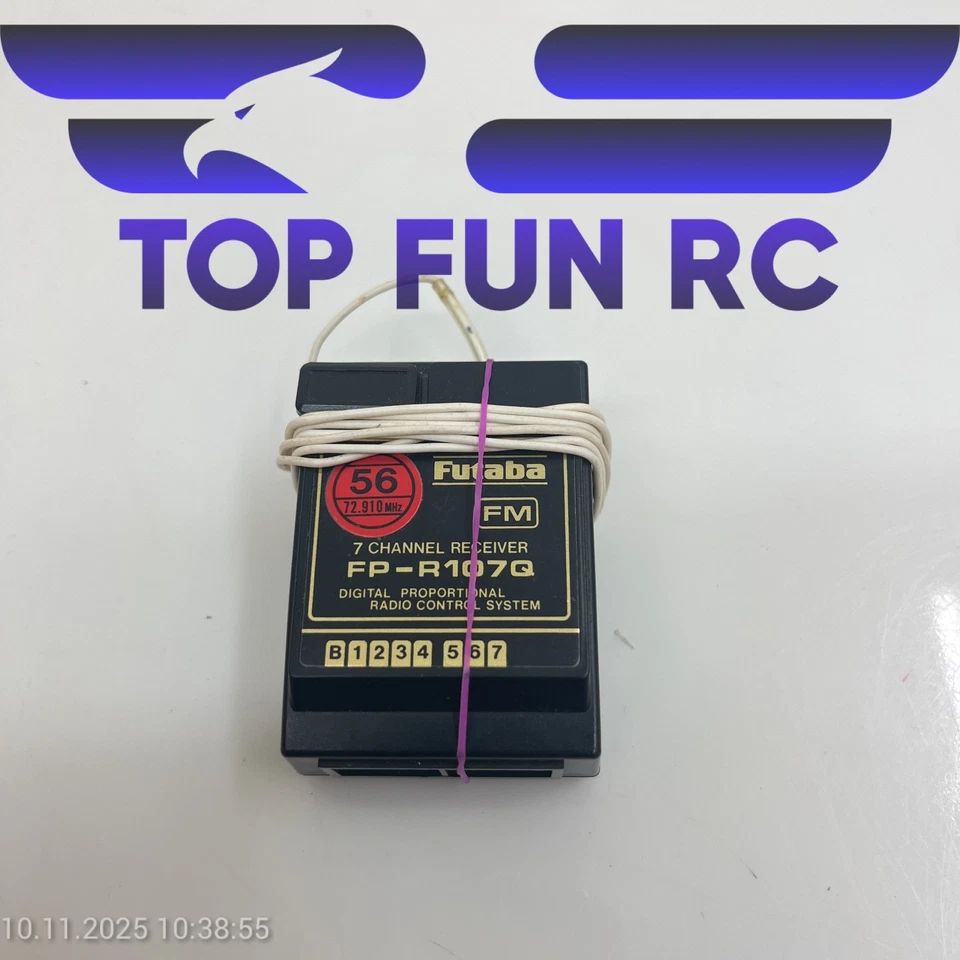 TOP FUN RC
56
72.910 MHz
Futaba
FM
7 CHANNEL RECEIVER
FP-R107Q
DIGITAL PROPORTIONAL
RADIO CONTROL SYSTEM
B 1 2 3 4 5 6 7
10.11.2025 10:38:55